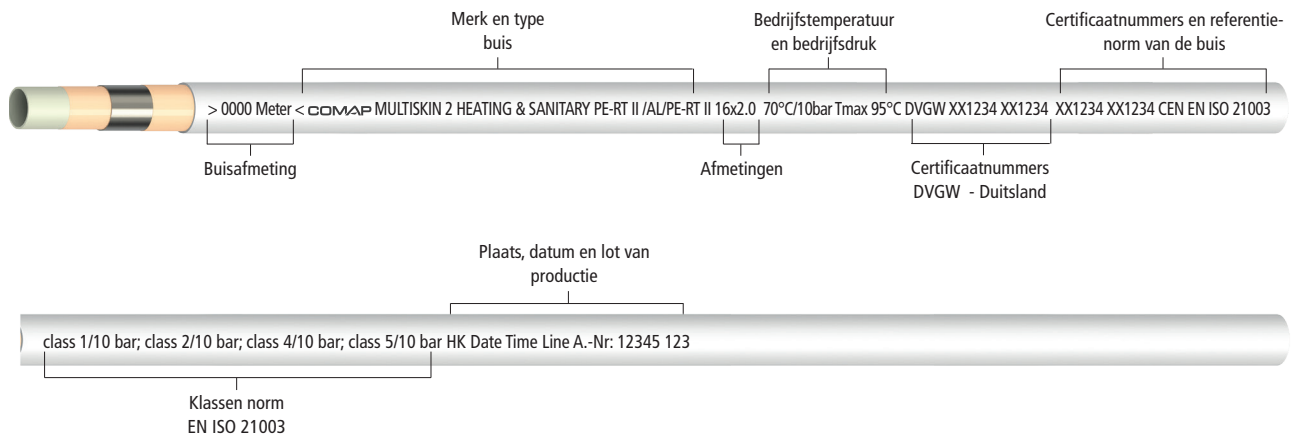 Merk en type
buis
Bedrijfstemperatuur
en bedrijfsdruk
Certificaatnummers en referentie-
norm van de buis
> 0000 Meter < COMAP MULTISKIN 2 HEATING & SANITARY PE-RT II /AL/PE-RT II 16x2.0 70°C/10bar Tmax 95°C DVGW XX1234 XX1234 XX1234 XX1234 CEN EN ISO 21003
Buisafmeting
Afmetingen
Certificaatnummers
DVGW - Duitsland
Plaats, datum en lot van
productie
class 1/10 bar; class 2/10 bar; class 4/10 bar; class 5/10 bar HK Date Time Line A.-Nr: 12345 123
Klassen norm
EN ISO 21003